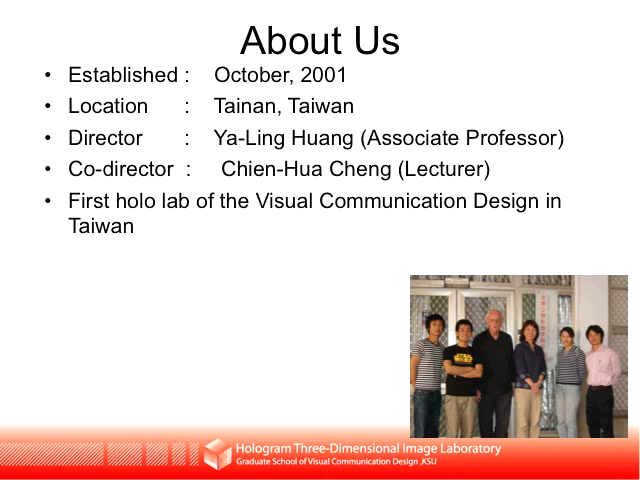 About Us
• Established : October, 2001
• Location : Tainan, Taiwan
• Director : Ya-Ling Huang (Associate Professor)
• Co-director : Chien-Hua Cheng (Lecturer)
• First holo lab of the Visual Communication Design in
Taiwan
STAR WARS
Hologram Three-Dimensional Image Laboratory
Graduate School of Visual Communication Design ,KSU